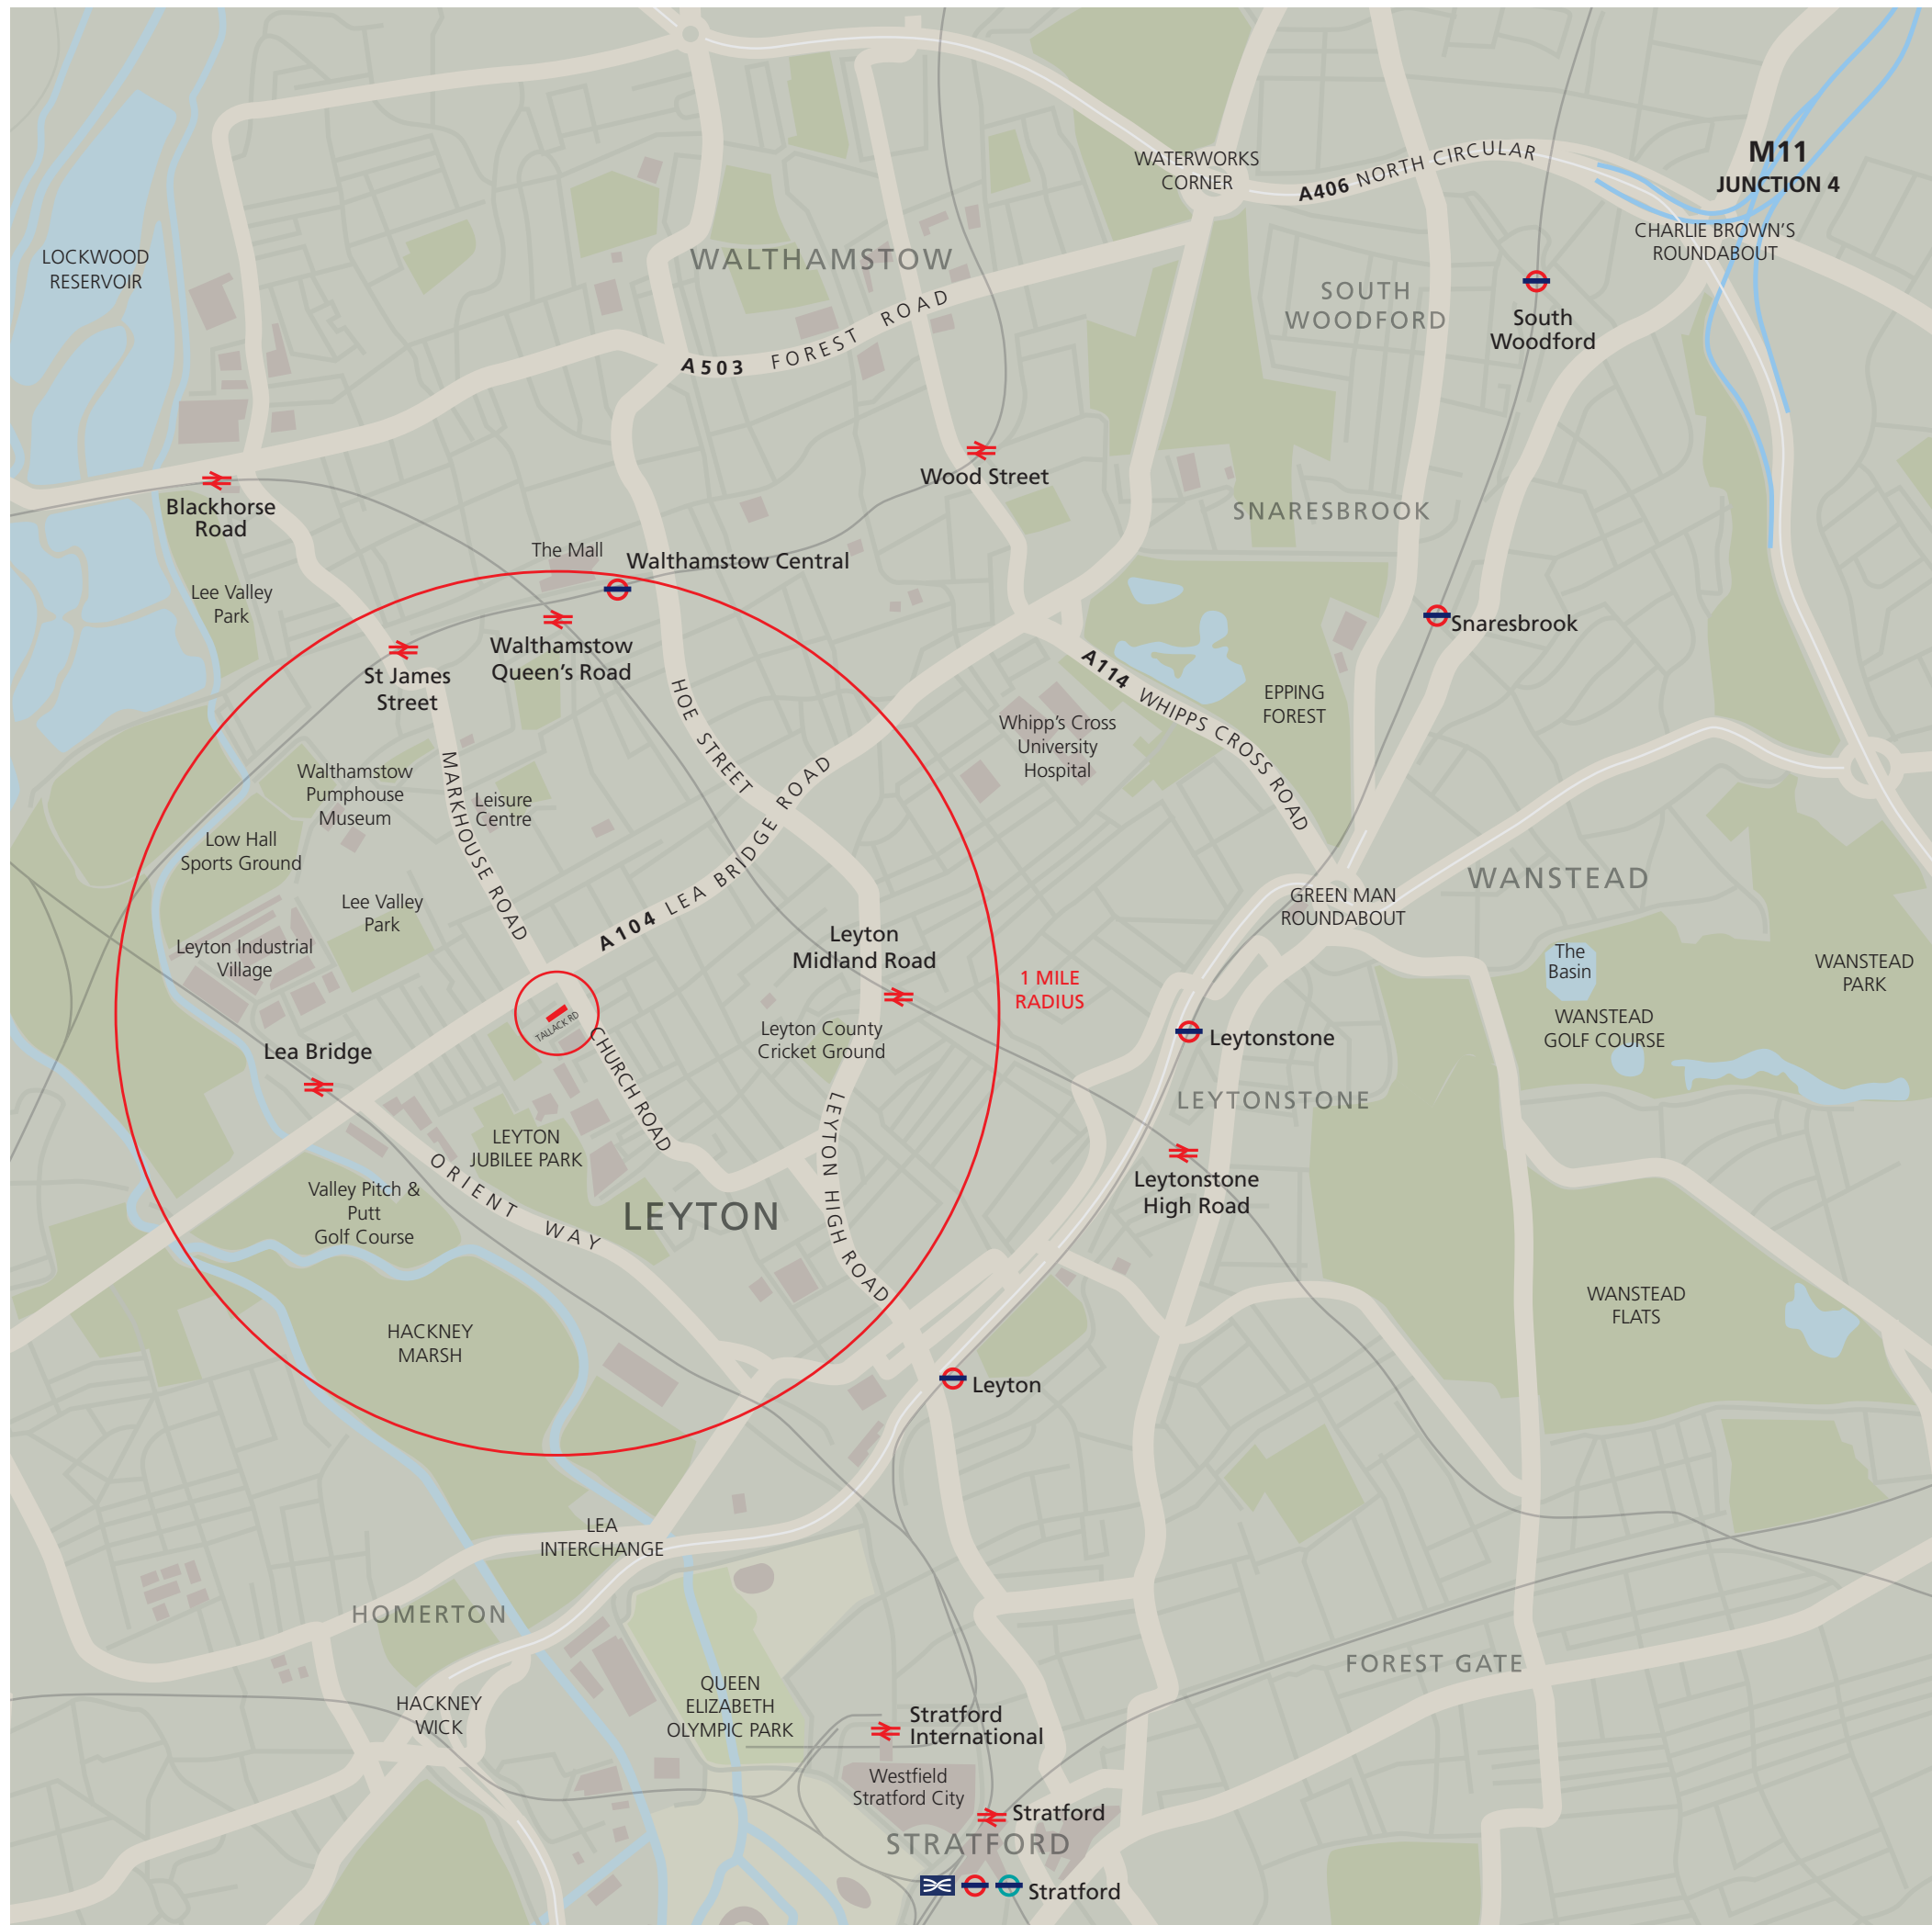 M11
JUNCTION 4
WATERWORKS
CORNER
A406 NORTH CIRCULAR
CHARLIE BROWN'S
ROUNDABOUT
LOCKWOOD
RESERVOIR
WALTHAMSTOW
SOUTH
WOODFORD
South
Woodford
A503 FOREST ROAD
Wood Street
Blackhorse
Road
SNARESBROOK
The Mall
Walthamstow Central
Lee Valley
Park
Walthamstow
Queen's Road
Snaresbrook
St James
Street
A114 WHIPPS CROSS ROAD
EPPING
FOREST
HOE STREET
Whipp's Cross
University
Hospital
MARKHOUSE ROAD
Walthamstow
Pumphouse
Museum
Leisure
Centre
Low Hall
Sports Ground
A104 LEA BRIDGE ROAD
WANSTEAD
GREEN MAN
ROUNDABOUT
Lee Valley
Park
Leyton Industrial
Village
Leyton
Midland Road
1 MILE
RADIUS
The
Basin
WANSTEAD
PARK
TALLACK RD
CHURCH ROAD
Leyton County
Cricket Ground
Leytonstone
WANSTEAD
GOLF COURSE
Lea Bridge
LEYTONSTONE
LEYTON
JUBILEE PARK
LEYTON HIGH ROAD
ORIENT WAY
Leytonstone
High Road
Valley Pitch &
Putt
Golf Course
LEYTON
WANSTEAD
FLATS
HACKNEY
MARSH
Leyton
LEA
INTERCHANGE
HOMERTON
FOREST GATE
HACKNEY
WICK
QUEEN
ELIZABETH
OLYMPIC PARK
Stratford
International
Westfield
Stratford City
Stratford
STRATFORD
Stratford